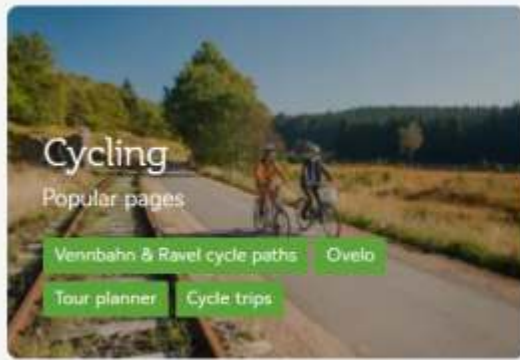 Cycling
Popular pages
Vennbahn & Ravel cycle paths Ovelo
Tour planner Cycle trips